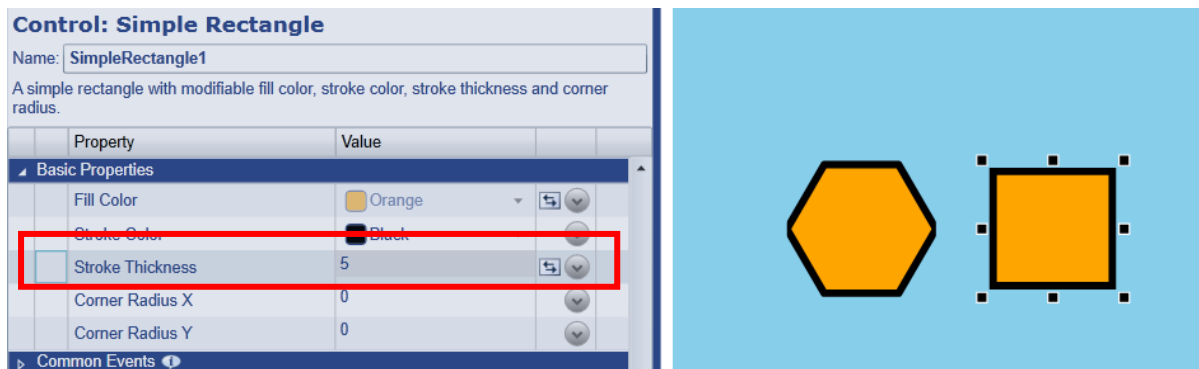 Control: Simple Rectangle
Name: SimpleRectangle1
A simple rectangle with modifiable fill color, stroke color, stroke thickness and corner
radius.
Property Value
Basic Properties
Fill Color Orange
Stroke Color Black
Stroke Thickness 5
Corner Radius X 0
Corner Radius Y 0
Common Events